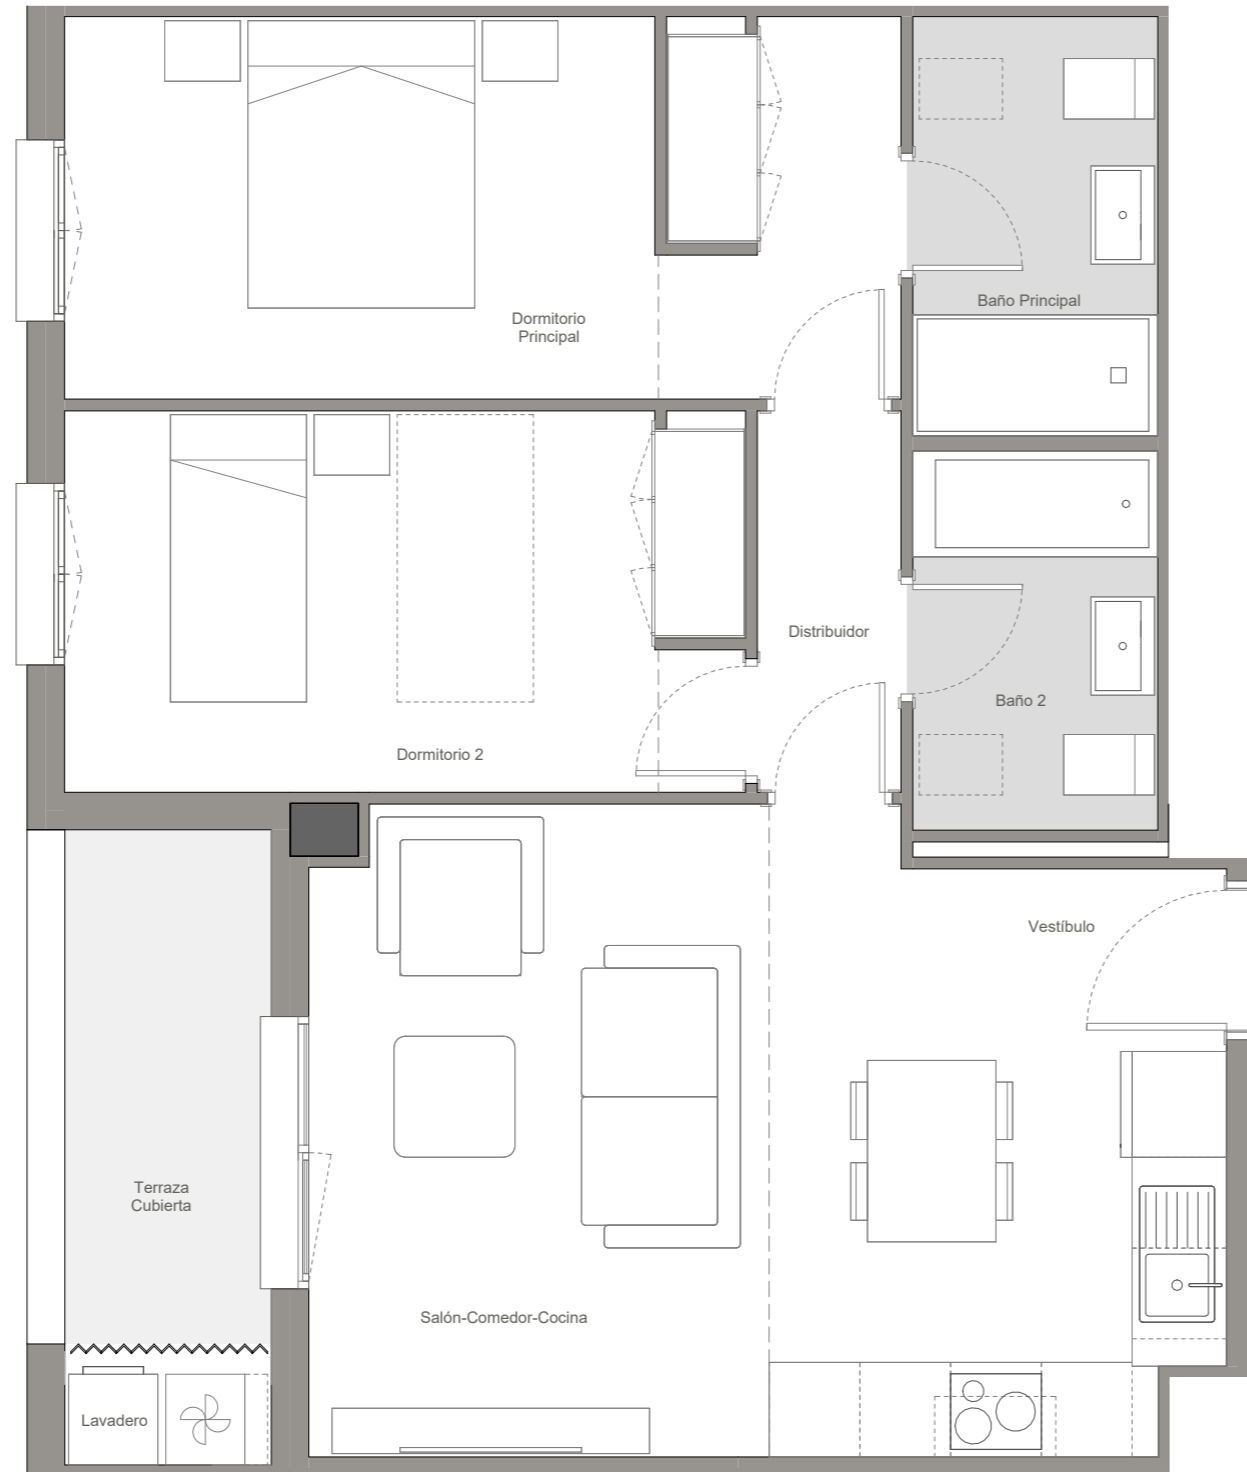 Baño Principal
Dormitorio
Principal
Distribuidor
Baño 2
Dormitorio 2
Vestíbulo
Terraza
Cubierta
Salón-Comedor-Cocina
Lavadero